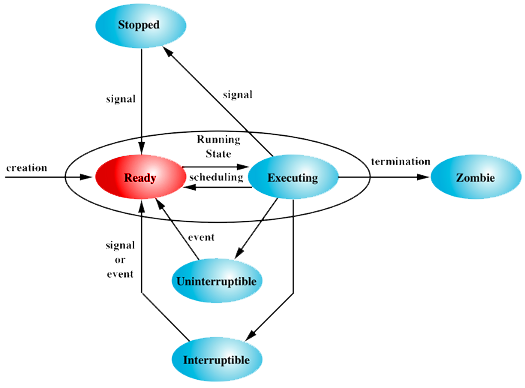 Stopped
signal
signal
Running
State
creation
Ready
scheduling
Executing
termination
Zombie
signal
or
event
event
Uninterruptible
Interruptible